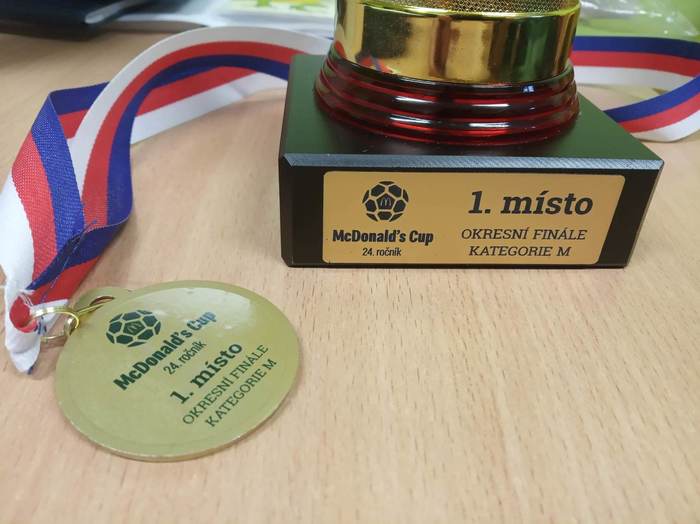 McDonald's Cup
24. ročník
1. místo
OKRESNÍ FINÁLE
KATEGORIE M
McDonald's Cup
24. ročník
1. místo
OKRESNÍ FINÁLE
KATEGORIE M